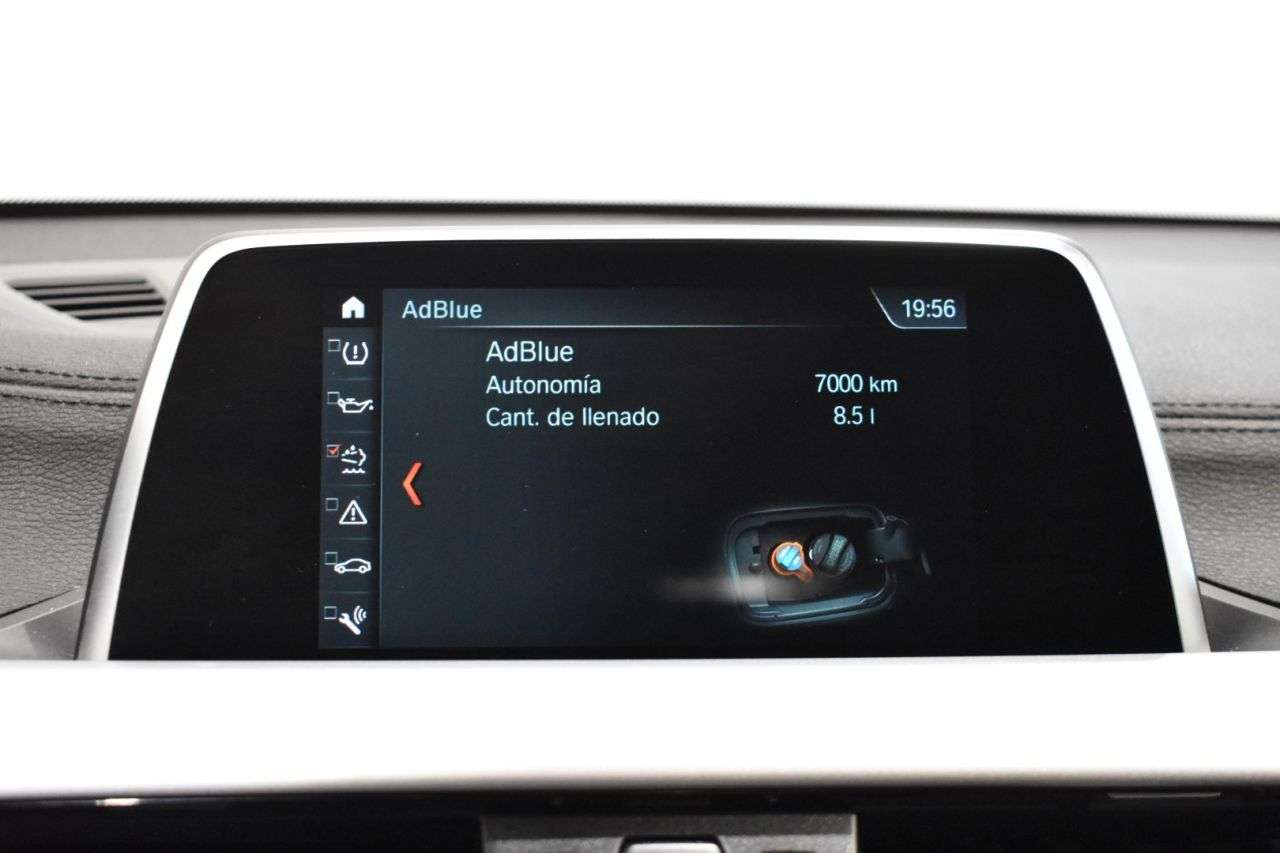 AdBlue
19:56
AdBlue
Autonomía 7000 km
Cant. de llenado 8.5 l